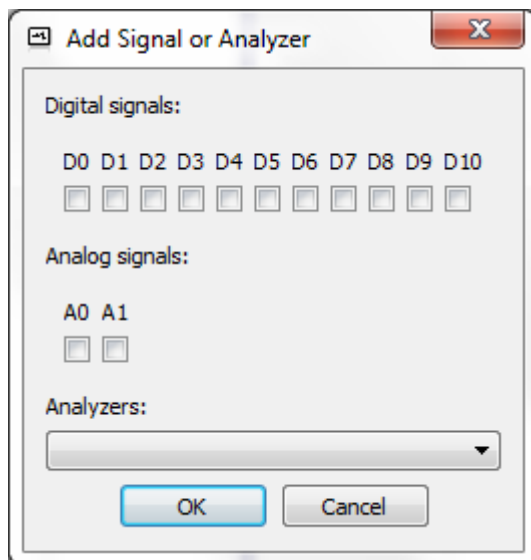 Add Signal or Analyzer
Digital signals:
D0 D1 D2 D3 D4 D5 D6 D7 D8 D9 D10
Analog signals:
A0 A1
Analyzers:
OK Cancel